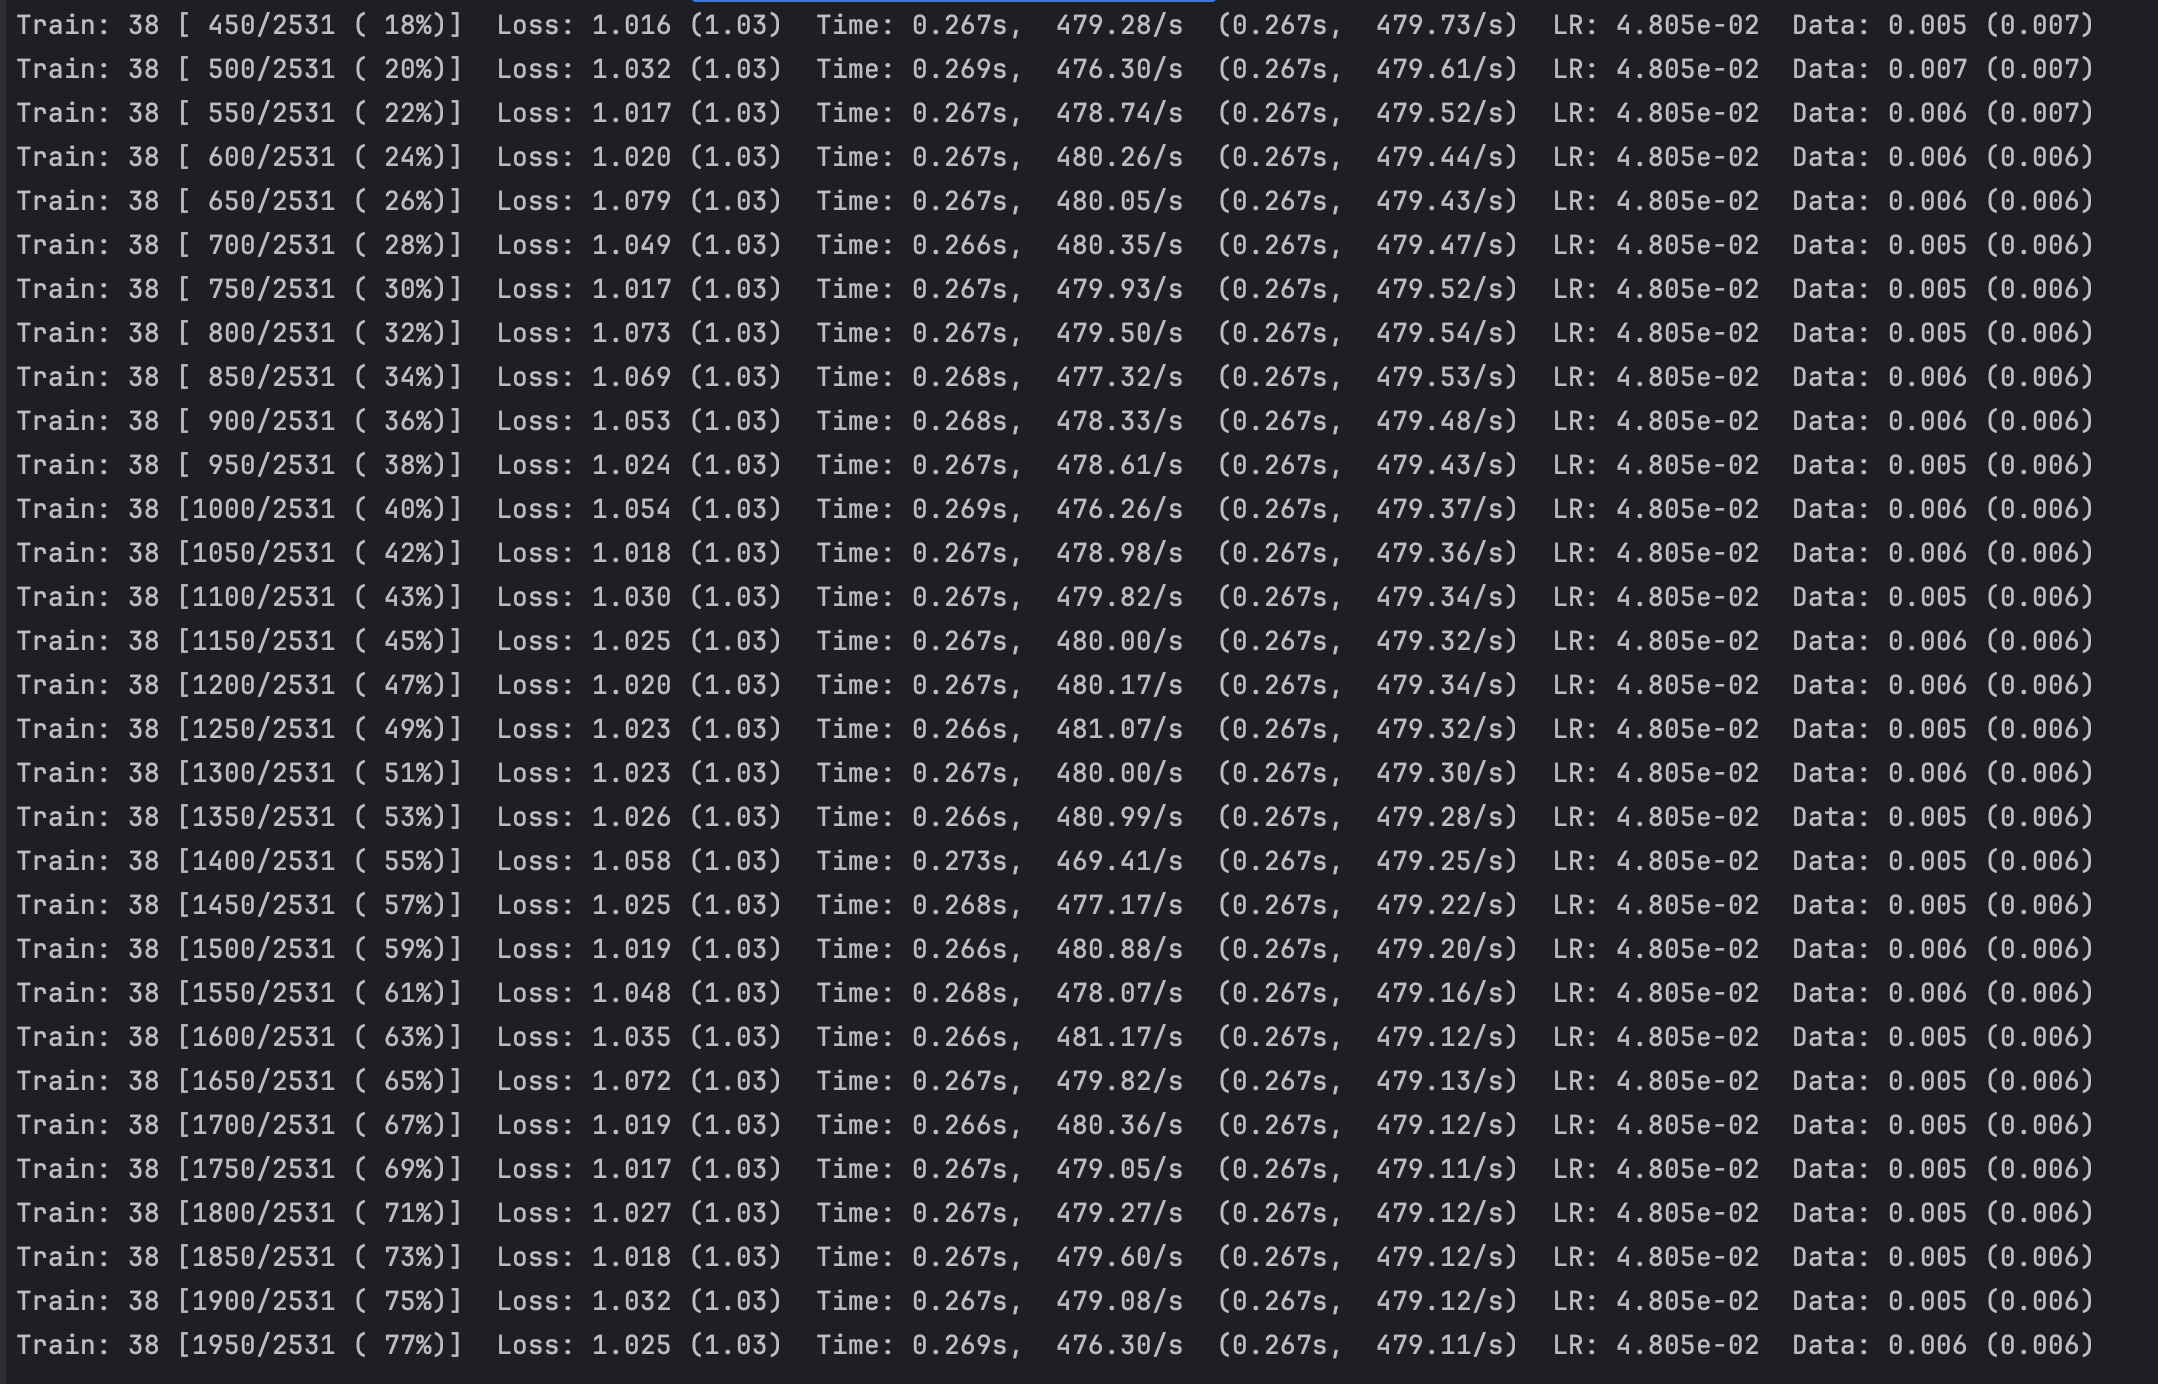 Train: 38 [ 450/2531 ( 18%)]  Loss: 1.016 (1.03)  Time: 0.267s,  479.28/s  (0.267s,  479.73/s)  LR: 4.805e-02  Data: 0.005 (0.007)
Train: 38 [ 500/2531 ( 20%)]  Loss: 1.032 (1.03)  Time: 0.269s,  476.30/s  (0.267s,  479.61/s)  LR: 4.805e-02  Data: 0.007 (0.007)
Train: 38 [ 550/2531 ( 22%)]  Loss: 1.017 (1.03)  Time: 0.267s,  478.74/s  (0.267s,  479.52/s)  LR: 4.805e-02  Data: 0.006 (0.007)
Train: 38 [ 600/2531 ( 24%)]  Loss: 1.020 (1.03)  Time: 0.267s,  480.26/s  (0.267s,  479.44/s)  LR: 4.805e-02  Data: 0.006 (0.006)
Train: 38 [ 650/2531 ( 26%)]  Loss: 1.079 (1.03)  Time: 0.267s,  480.05/s  (0.267s,  479.43/s)  LR: 4.805e-02  Data: 0.006 (0.006)
Train: 38 [ 700/2531 ( 28%)]  Loss: 1.049 (1.03)  Time: 0.266s,  480.35/s  (0.267s,  479.47/s)  LR: 4.805e-02  Data: 0.005 (0.006)
Train: 38 [ 750/2531 ( 30%)]  Loss: 1.017 (1.03)  Time: 0.267s,  479.93/s  (0.267s,  479.52/s)  LR: 4.805e-02  Data: 0.005 (0.006)
Train: 38 [ 800/2531 ( 32%)]  Loss: 1.073 (1.03)  Time: 0.267s,  479.50/s  (0.267s,  479.54/s)  LR: 4.805e-02  Data: 0.005 (0.006)
Train: 38 [ 850/2531 ( 34%)]  Loss: 1.069 (1.03)  Time: 0.268s,  477.32/s  (0.267s,  479.53/s)  LR: 4.805e-02  Data: 0.006 (0.006)
Train: 38 [ 900/2531 ( 36%)]  Loss: 1.053 (1.03)  Time: 0.268s,  478.33/s  (0.267s,  479.48/s)  LR: 4.805e-02  Data: 0.006 (0.006)
Train: 38 [ 950/2531 ( 38%)]  Loss: 1.024 (1.03)  Time: 0.267s,  478.61/s  (0.267s,  479.43/s)  LR: 4.805e-02  Data: 0.005 (0.006)
Train: 38 [1000/2531 ( 40%)]  Loss: 1.054 (1.03)  Time: 0.269s,  476.26/s  (0.267s,  479.37/s)  LR: 4.805e-02  Data: 0.006 (0.006)
Train: 38 [1050/2531 ( 42%)]  Loss: 1.018 (1.03)  Time: 0.267s,  478.98/s  (0.267s,  479.36/s)  LR: 4.805e-02  Data: 0.006 (0.006)
Train: 38 [1100/2531 ( 43%)]  Loss: 1.030 (1.03)  Time: 0.267s,  479.82/s  (0.267s,  479.34/s)  LR: 4.805e-02  Data: 0.005 (0.006)
Train: 38 [1150/2531 ( 45%)]  Loss: 1.025 (1.03)  Time: 0.267s,  480.00/s  (0.267s,  479.32/s)  LR: 4.805e-02  Data: 0.006 (0.006)
Train: 38 [1200/2531 ( 47%)]  Loss: 1.020 (1.03)  Time: 0.267s,  480.17/s  (0.267s,  479.34/s)  LR: 4.805e-02  Data: 0.006 (0.006)
Train: 38 [1250/2531 ( 49%)]  Loss: 1.023 (1.03)  Time: 0.266s,  481.07/s  (0.267s,  479.32/s)  LR: 4.805e-02  Data: 0.005 (0.006)
Train: 38 [1300/2531 ( 51%)]  Loss: 1.023 (1.03)  Time: 0.267s,  480.00/s  (0.267s,  479.30/s)  LR: 4.805e-02  Data: 0.006 (0.006)
Train: 38 [1350/2531 ( 53%)]  Loss: 1.026 (1.03)  Time: 0.266s,  480.99/s  (0.267s,  479.28/s)  LR: 4.805e-02  Data: 0.005 (0.006)
Train: 38 [1400/2531 ( 55%)]  Loss: 1.058 (1.03)  Time: 0.273s,  469.41/s  (0.267s,  479.25/s)  LR: 4.805e-02  Data: 0.005 (0.006)
Train: 38 [1450/2531 ( 57%)]  Loss: 1.025 (1.03)  Time: 0.268s,  477.17/s  (0.267s,  479.22/s)  LR: 4.805e-02  Data: 0.005 (0.006)
Train: 38 [1500/2531 ( 59%)]  Loss: 1.019 (1.03)  Time: 0.266s,  480.88/s  (0.267s,  479.20/s)  LR: 4.805e-02  Data: 0.006 (0.006)
Train: 38 [1550/2531 ( 61%)]  Loss: 1.048 (1.03)  Time: 0.268s,  478.07/s  (0.267s,  479.16/s)  LR: 4.805e-02  Data: 0.006 (0.006)
Train: 38 [1600/2531 ( 63%)]  Loss: 1.035 (1.03)  Time: 0.266s,  481.17/s  (0.267s,  479.12/s)  LR: 4.805e-02  Data: 0.005 (0.006)
Train: 38 [1650/2531 ( 65%)]  Loss: 1.072 (1.03)  Time: 0.267s,  479.82/s  (0.267s,  479.13/s)  LR: 4.805e-02  Data: 0.005 (0.006)
Train: 38 [1700/2531 ( 67%)]  Loss: 1.019 (1.03)  Time: 0.266s,  480.36/s  (0.267s,  479.12/s)  LR: 4.805e-02  Data: 0.005 (0.006)
Train: 38 [1750/2531 ( 69%)]  Loss: 1.017 (1.03)  Time: 0.267s,  479.05/s  (0.267s,  479.11/s)  LR: 4.805e-02  Data: 0.005 (0.006)
Train: 38 [1800/2531 ( 71%)]  Loss: 1.027 (1.03)  Time: 0.267s,  479.27/s  (0.267s,  479.12/s)  LR: 4.805e-02  Data: 0.005 (0.006)
Train: 38 [1850/2531 ( 73%)]  Loss: 1.018 (1.03)  Time: 0.267s,  479.60/s  (0.267s,  479.12/s)  LR: 4.805e-02  Data: 0.005 (0.006)
Train: 38 [1900/2531 ( 75%)]  Loss: 1.032 (1.03)  Time: 0.267s,  479.08/s  (0.267s,  479.12/s)  LR: 4.805e-02  Data: 0.005 (0.006)
Train: 38 [1950/2531 ( 77%)]  Loss: 1.025 (1.03)  Time: 0.269s,  476.30/s  (0.267s,  479.11/s)  LR: 4.805e-02  Data: 0.006 (0.006)